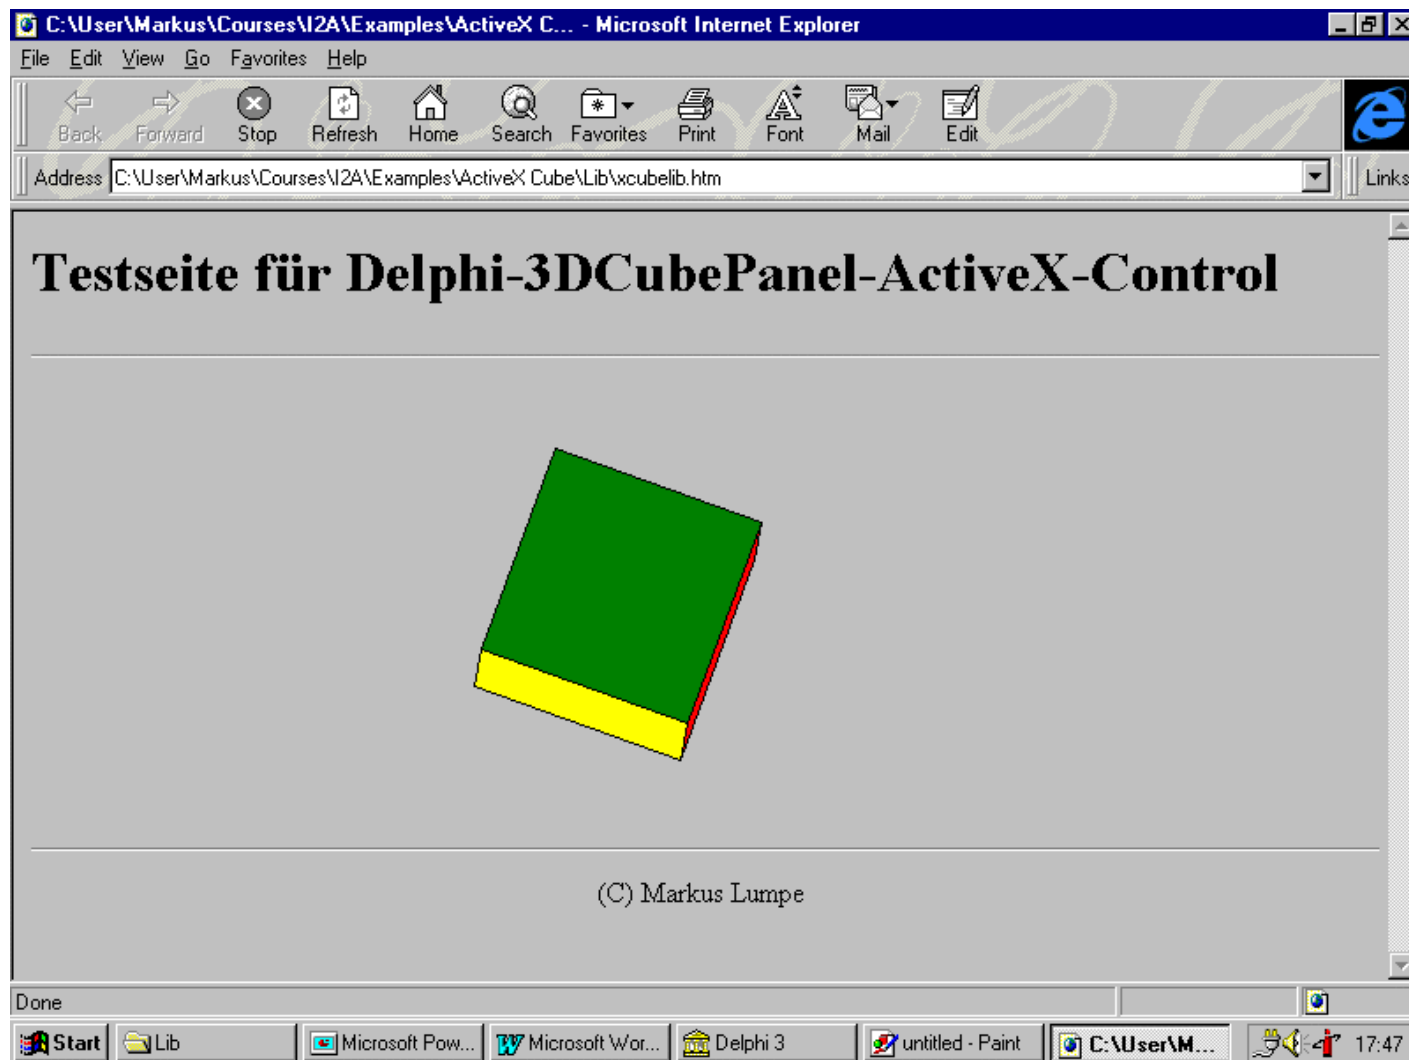 C:\User\Markus\Courses\I2A\Examples\ActiveX C... - Microsoft Internet Explorer
File Edit View Go Favorites Help
Back Forward Stop Refresh Home Search Favorites Print Font Mail Edit
Address C:\User\Markus\Courses\I2A\Examples\ActiveX Cube\Lib\xcubelib.htm Links
Testseite für Delphi-3DCubePanel-ActiveX-Control
(C) Markus Lumpe
Done
Start Lib Microsoft Pow... Microsoft Wor... Delphi 3 untitled - Paint C:\User\M... 17:47